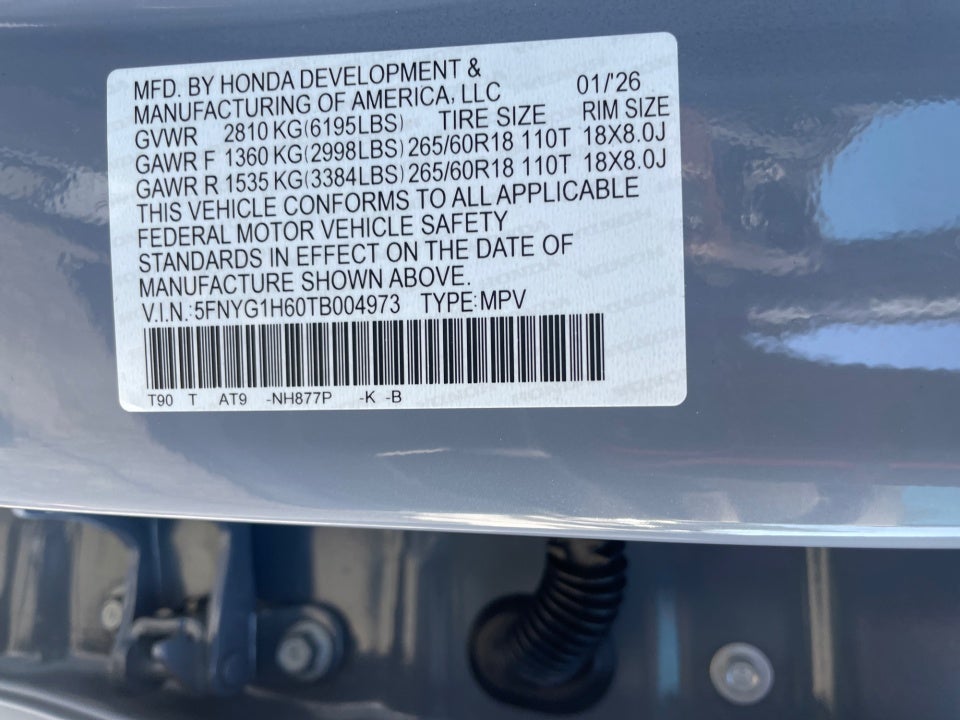 MFD. BY HONDA DEVELOPMENT &
MANUFACTURING OF AMERICA, LLC 01/'26
GVWR 2810 KG(6195LBS) TIRE SIZE RIM SIZE
GAWR F 1360 KG(2998LBS) 265/60R18 110T 18X8.0J
GAWR R 1535 KG(3384LBS) 265/60R18 110T 18X8.0J
THIS VEHICLE CONFORMS TO ALL APPLICABLE
FEDERAL MOTOR VEHICLE SAFETY
STANDARDS IN EFFECT ON THE DATE OF
MANUFACTURE SHOWN ABOVE.
V.I.N.:5FNYG1H60TB004973 TYPE:MPV
T90 T AT9 -NH877P -K -B